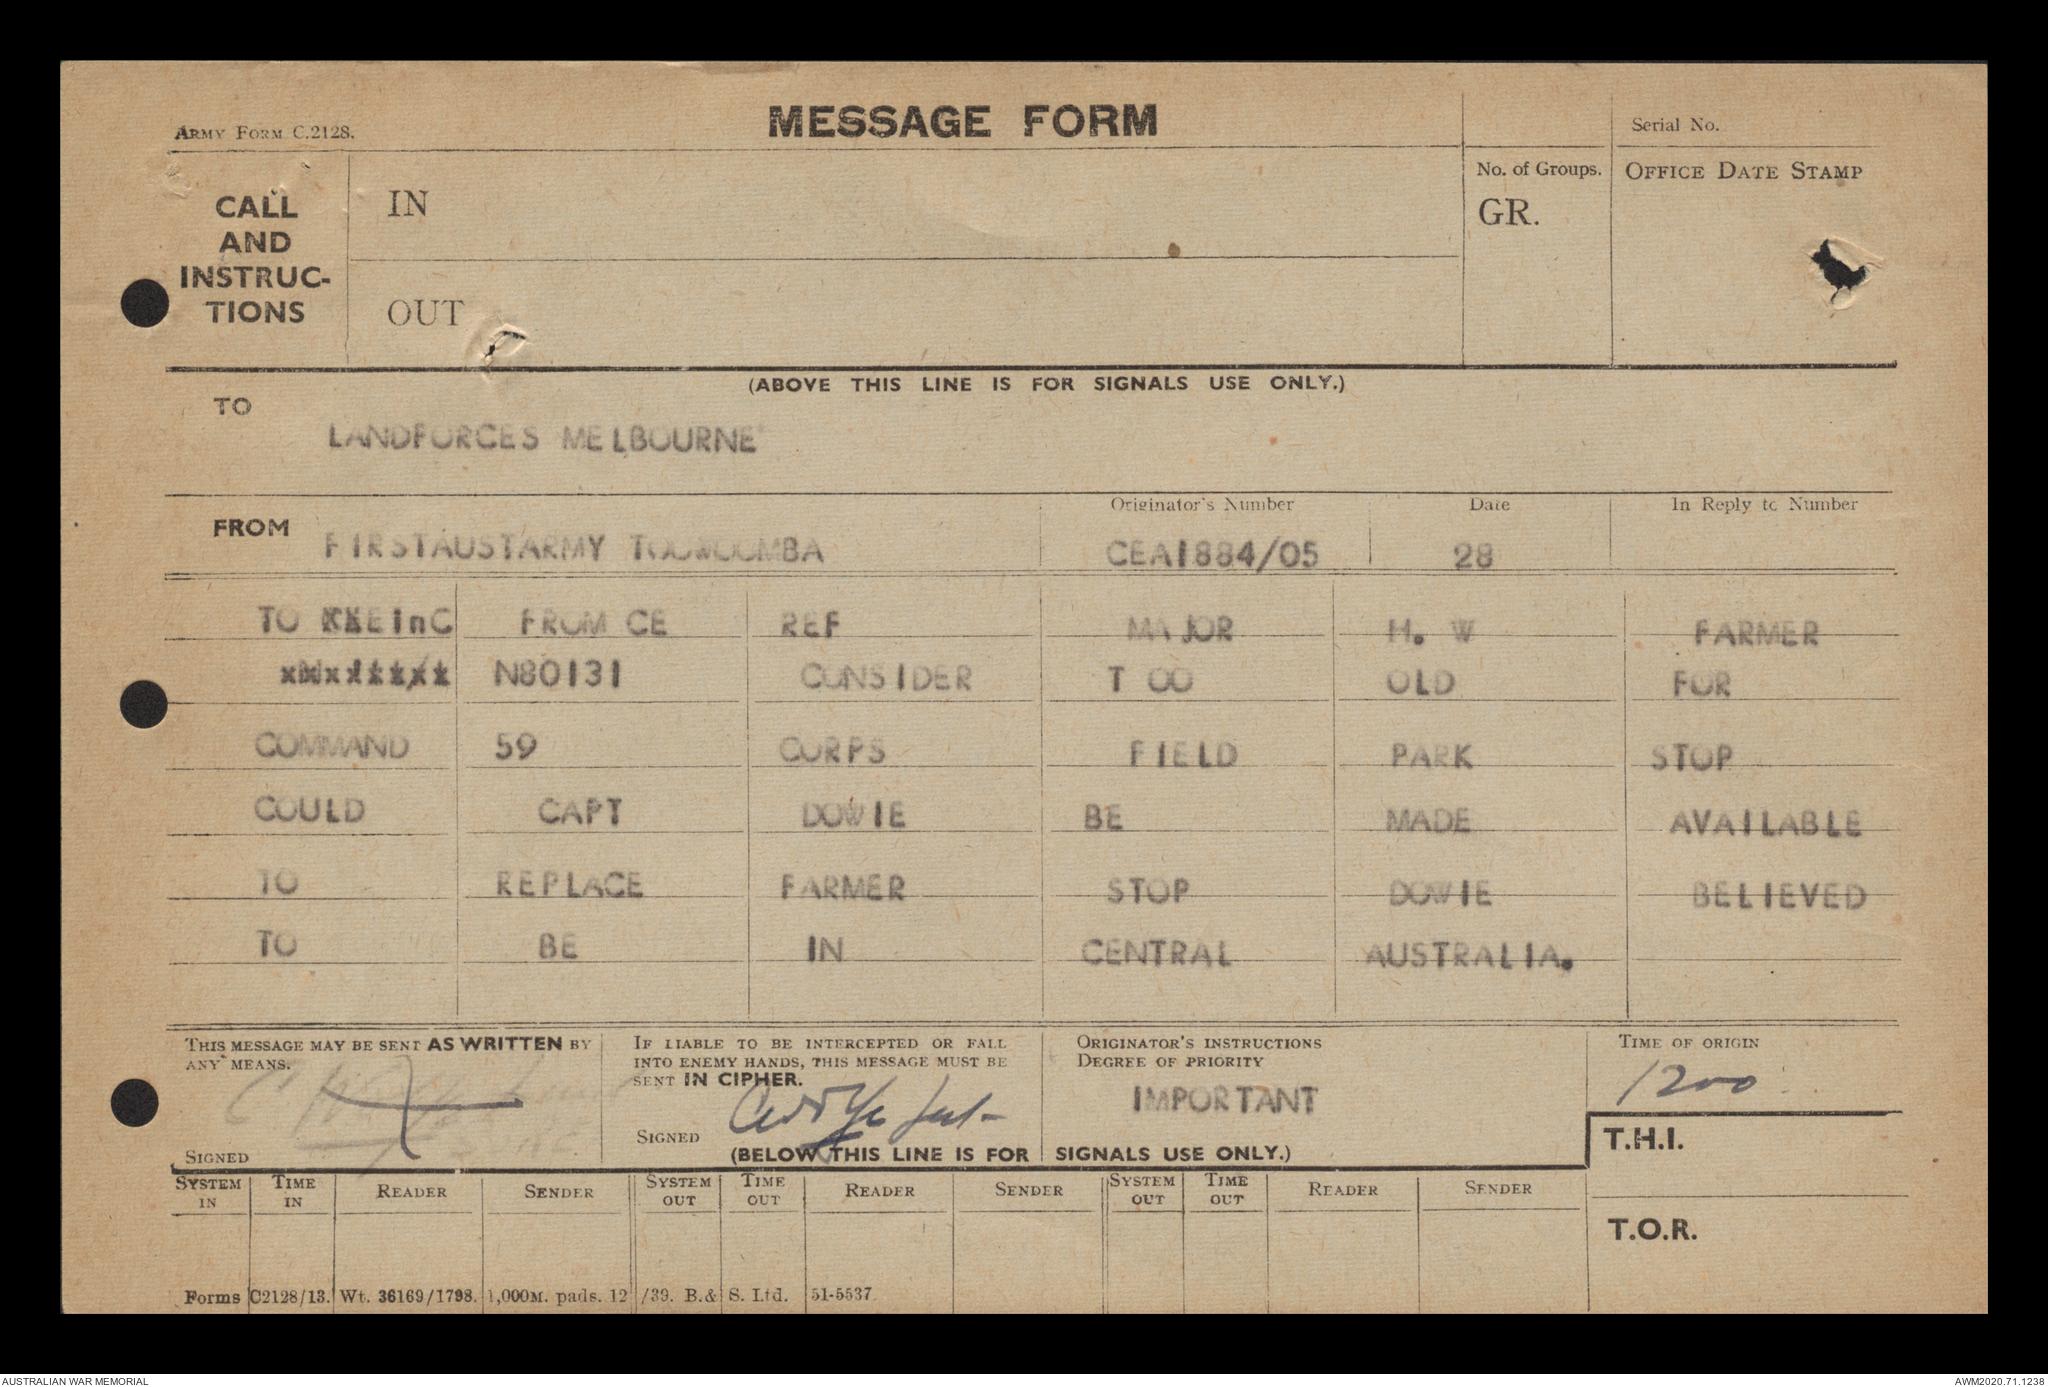 ARMY FORM C.2128.
MESSAGE FORM
Serial No.
CALL AND INSTRUC-TIONS
IN
OUT
No. of Groups.
GR.
OFFICE DATE STAMP
(ABOVE THIS LINE IS FOR SIGNALS USE ONLY.)
TO
LANDFORCES MELBOURNE
FROM FIRSTAUSTARMY TOOWOOMBA
Originator's Number
CEA1884/05
Date
28
In Reply to Number
TO XXEInC FROM CE REF MAJOR H. W FARMER
N80131 CONSIDER TOO OLD FOR
COMMAND 59 CORPS FIELD PARK STOP
COULD CAPT DOWIE BE MADE AVAILABLE
TO REPLACE FARMER STOP DOWIE BELIEVED
TO BE IN CENTRAL AUSTRALIA.
THIS MESSAGE MAY BE SENT AS WRITTEN BY
ANY MEANS.
SIGNED
IF LIABLE TO BE INTERCEPTED OR FALL
INTO ENEMY HANDS, THIS MESSAGE MUST BE
SENT IN CIPHER.
SIGNED
ORIGINATOR'S INSTRUCTIONS
DEGREE OF PRIORITY
IMPORTANT
TIME OF ORIGIN
1200
(BELOW THIS LINE IS FOR SIGNALS USE ONLY.)
T.H.I.
T.O.R.
SYSTEM IN TIME IN READER SENDER SYSTEM OUT TIME OUT READER SENDER SYSTEM OUT TIME OUT READER SENDER
Forms C2128/13. Wt. 36169/1798. 1,000M. pads. 12/39. B.& S. Ltd. 51-5537
AUSTRALIAN WAR MEMORIAL
AWM2020.71.1238